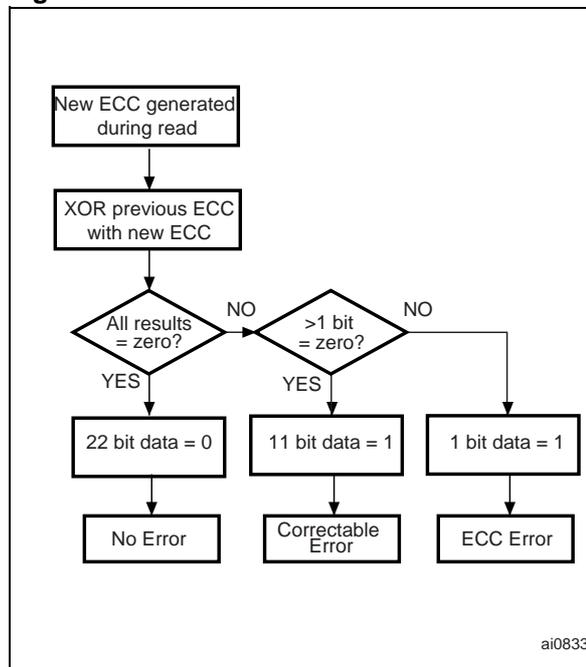 New ECC generated
during read
XOR previous ECC
with new ECC
All results
= zero?
NO
>1 bit
= zero?
NO
YES
YES
22 bit data = 0
11 bit data = 1
1 bit data = 1
No Error
Correctable
Error
ECC Error